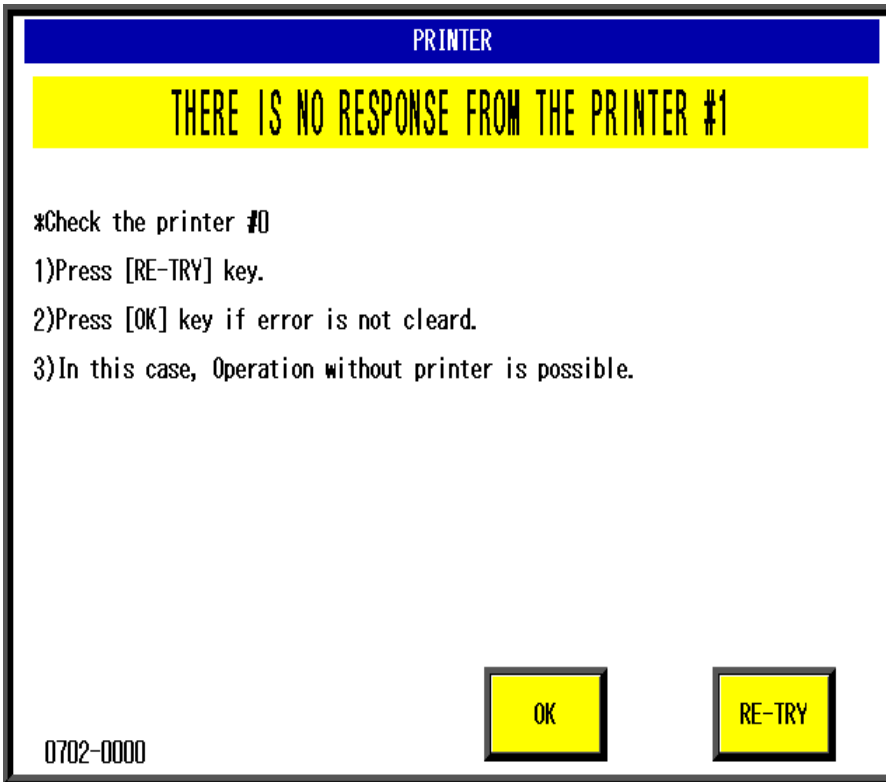 PRINTER
THERE IS NO RESPONSE FROM THE PRINTER #1
*Check the printer #0
1)Press [RE-TRY] key.
2)Press [OK] key if error is not cleard.
3)In this case, Operation without printer is possible.
OK
RE-TRY
0702-0000